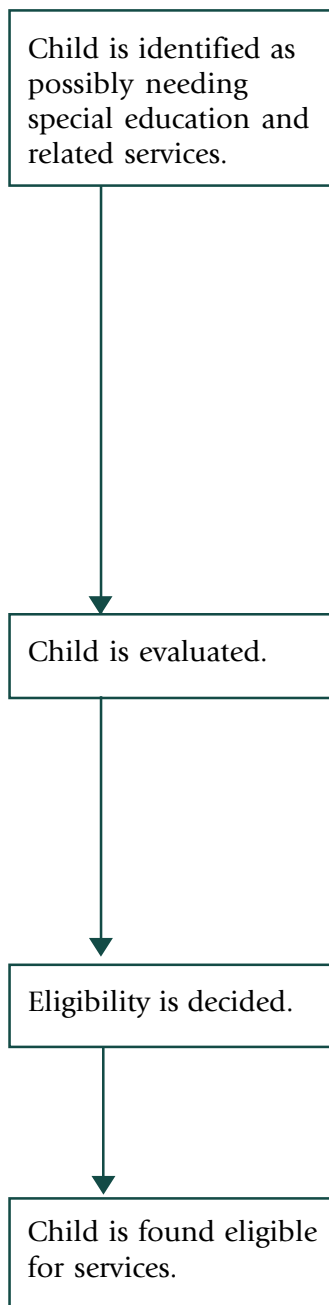 Child is identified as
possibly needing
special education and
related services.
Child is evaluated.
Eligibility is decided.
Child is found eligible
for services.